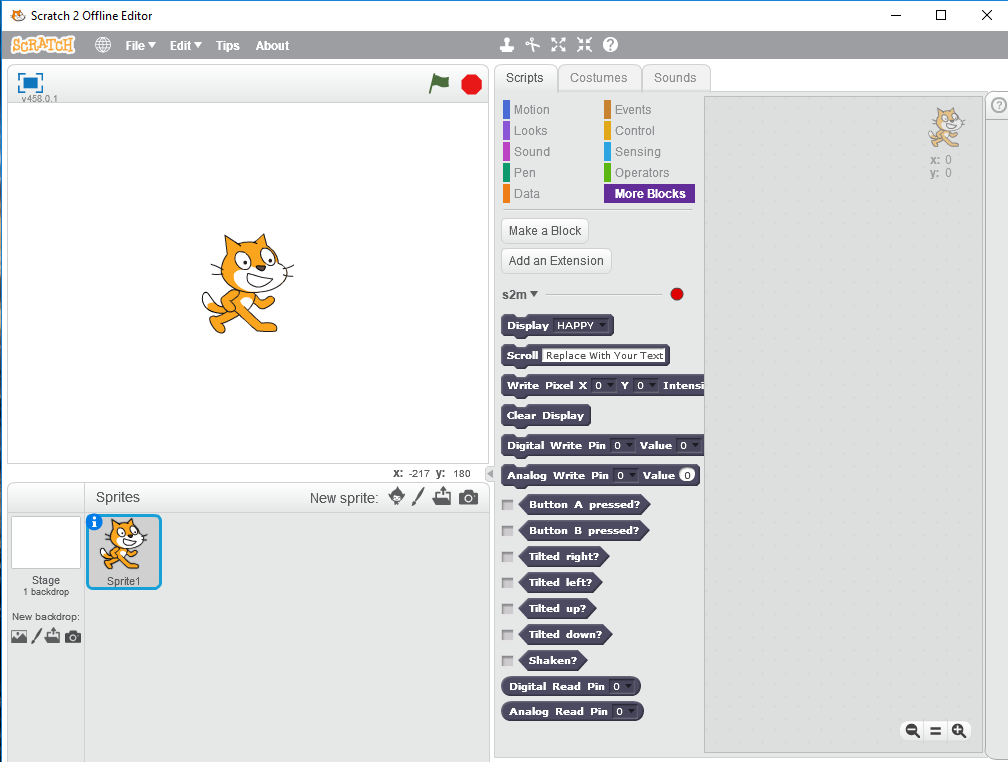 Scratch 2 Offline Editor
SCRATCH File Edit Tips About
v458.0.1
Scripts Costumes Sounds
Motion Events
Looks Control
Sound Sensing
Pen Operators
Data More Blocks
x: 0
y: 0
Make a Block
Add an Extension
s2m
Display HAPPY
Scroll Replace With Your Text
Write Pixel X 0 Y 0 Intensi
Clear Display
Digital Write Pin 0 Value 0
Analog Write Pin 0 Value 0
Button A pressed?
Button B pressed?
Tilted right?
Tilted left?
Tilted up?
Tilted down?
Shaken?
Digital Read Pin 0
Analog Read Pin 0
X: -217 y: 180
Sprites New sprite:
Sprite1
Stage
1 backdrop
New backdrop: